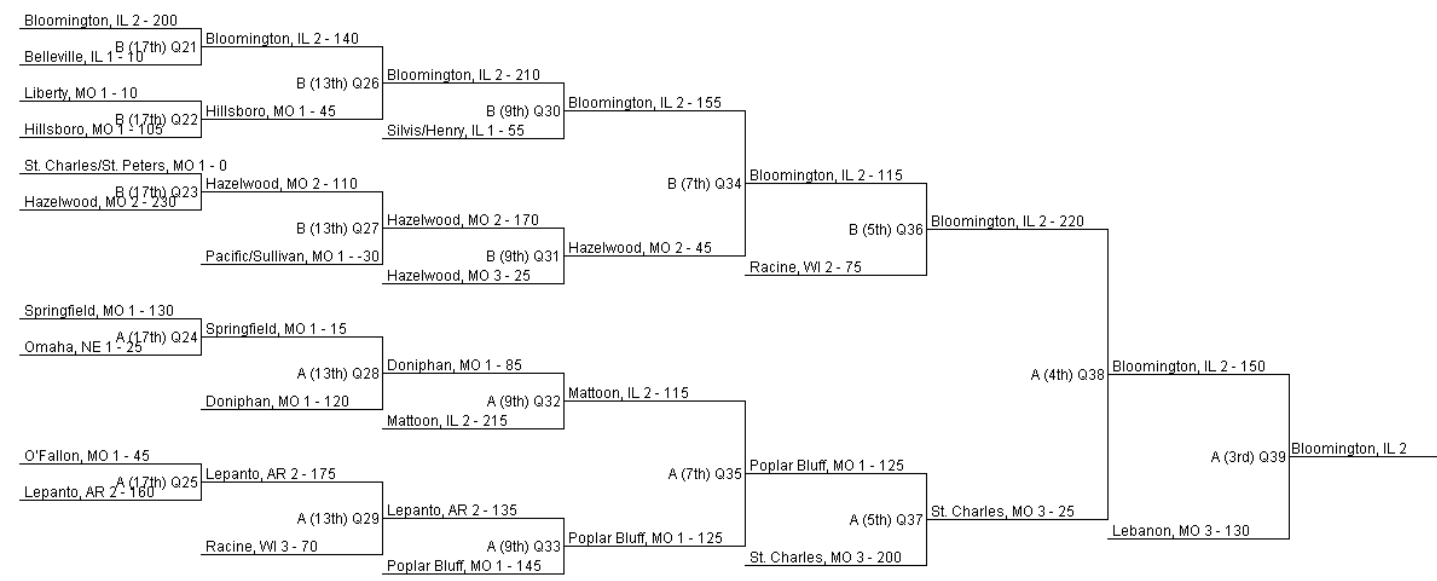 Bloomington, IL 2 - 200
B (17th) Q21
Belleville, IL 1 - 10
Liberty, MO 1 - 10
B (17th) Q22
Hillsboro, MO 1 - 105
St. Charles/St. Peters, MO 1 - 0
B (17th) Q23
Hazelwood, MO 2 - 230
Springfield, MO 1 - 130
A (17th) Q24
Omaha, NE 1 - 25
O'Fallon, MO 1 - 45
A (17th) Q25
Lepanto, AR 2 - 160
Bloomington, IL 2 - 140
B (13th) Q26
Hillsboro, MO 1 - 45
Hazelwood, MO 2 - 110
B (13th) Q27
Pacific/Sullivan, MO 1 - -30
Springfield, MO 1 - 15
A (13th) Q28
Doniphan, MO 1 - 120
Lepanto, AR 2 - 175
A (13th) Q29
Racine, WI 3 - 70
Bloomington, IL 2 - 210
B (9th) Q30
Silvis/Henry, IL 1 - 55
Hazelwood, MO 2 - 170
B (9th) Q31
Hazelwood, MO 3 - 25
Doniphan, MO 1 - 85
A (9th) Q32
Mattoon, IL 2 - 215
Lepanto, AR 2 - 135
A (9th) Q33
Poplar Bluff, MO 1 - 145
Bloomington, IL 2 - 155
B (7th) Q34
Hazelwood, MO 2 - 45
Mattoon, IL 2 - 115
A (7th) Q35
Poplar Bluff, MO 1 - 125
Bloomington, IL 2 - 115
B (5th) Q36
Racine, WI 2 - 75
Poplar Bluff, MO 1 - 125
A (5th) Q37
St. Charles, MO 3 - 200
Bloomington, IL 2 - 220
A (4th) Q38
St. Charles, MO 3 - 25
Bloomington, IL 2 - 150
A (3rd) Q39
Lebanon, MO 3 - 130
Bloomington, IL 2